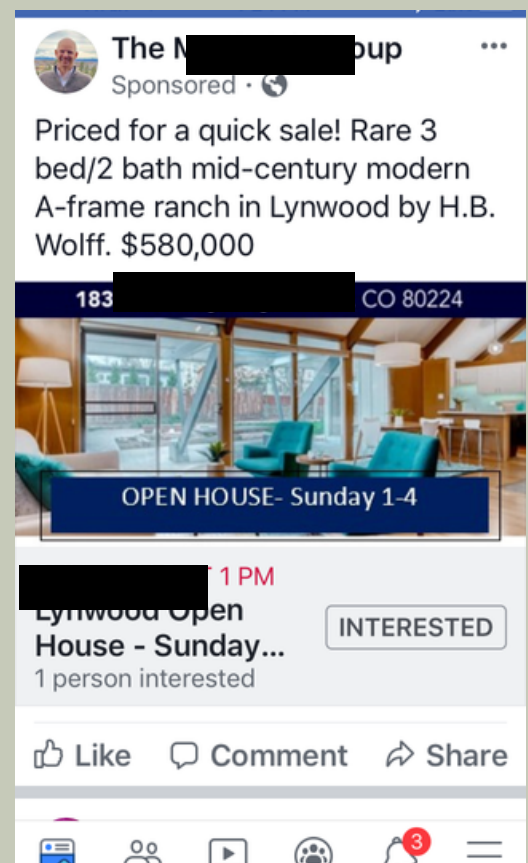 The
oup
Sponsored ·
Priced for a quick sale! Rare 3
bed/2 bath mid-century modern
A-frame ranch in Lynwood by H.B.
Wolff. $580,000
183 CO 80224
OPEN HOUSE- Sunday 1-4
1 PM
Lynwood Open
House - Sunday...
INTERESTED
1 person interested
Like Comment Share
3